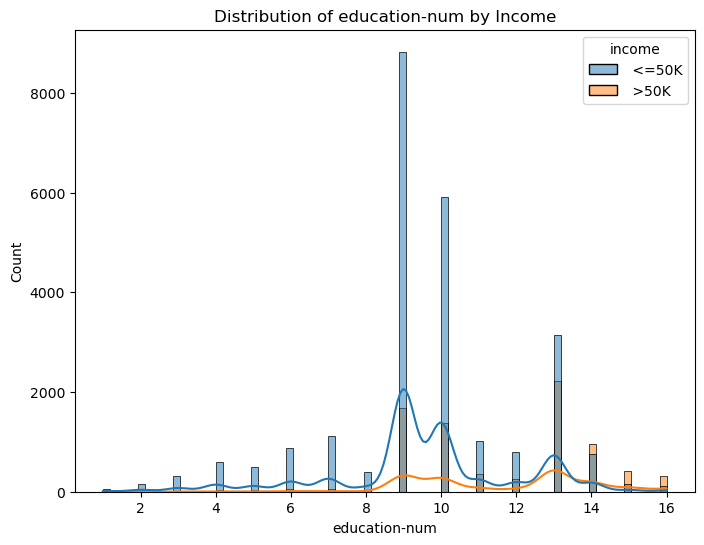 Distribution of education-num by Income
income
<=50K
>50K
Count
8000
6000
4000
2000
0
2 4 6 8 10 12 14 16
education-num